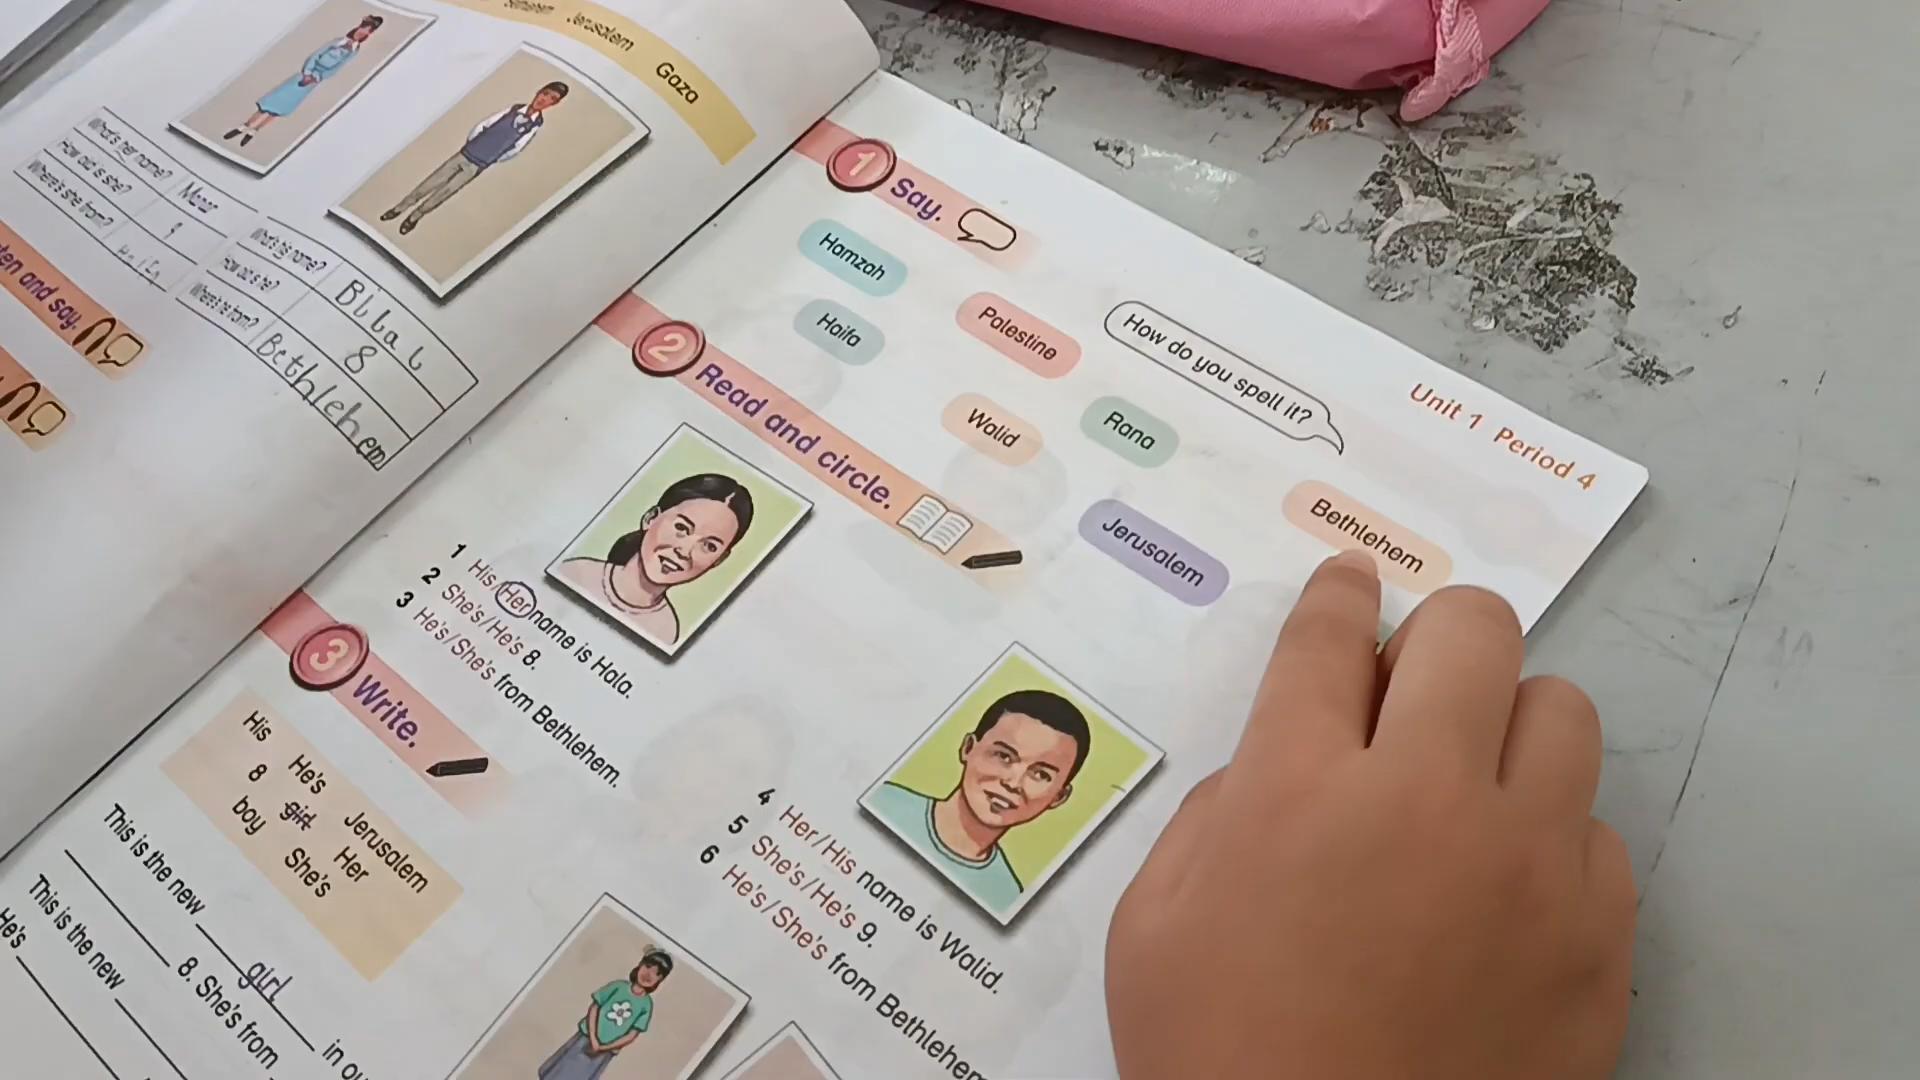 Jerusalem
Gaza
What's her name?
How old is she?
Where's she from?
What's his name?
Bilal
How old is he?
8
Where's he from?
Bethlehem
and say.
1 Say.
Hamzah
Haifa
Palestine
How do you spell it?
Walid
Rana
Jerusalem
Bethlehem
Unit 1 Period 4
2 Read and circle.
1 His/Her name is Hala.
2 She's/He's 8.
3 He's/She's from Bethlehem.
4 Her/His name is Walid.
5 She's/He's 9.
6 He's/She's from Bethlehem
3 Write.
His He's Jerusalem
8 girl Her
boy She's
This is the new girl in
8. She's from
This is the new
He's